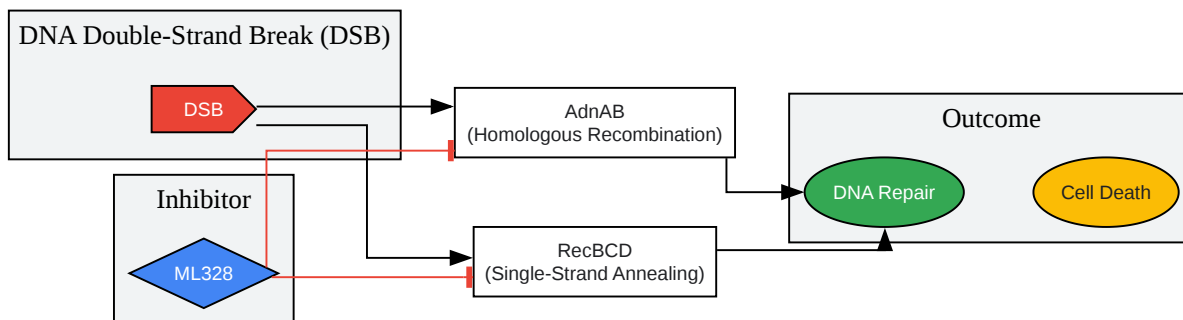 DNA Double-Strand Break (DSB)
DSB
AdnAB
(Homologous Recombination)
Outcome
DNA Repair
Cell Death
Inhibitor
ML328
RecBCD
(Single-Strand Annealing)